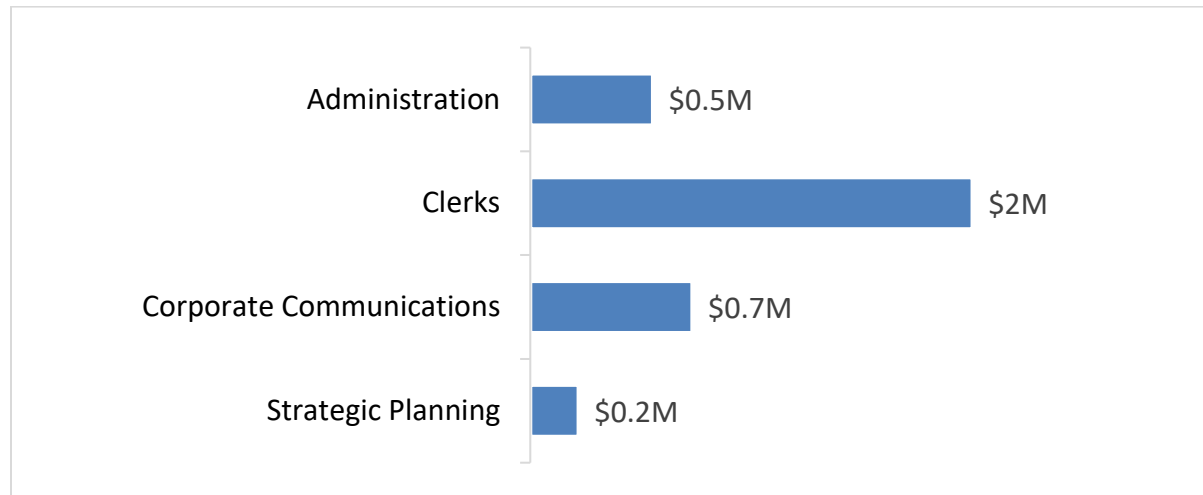 Administration $0.5M
Clerks $2M
Corporate Communications $0.7M
Strategic Planning $0.2M